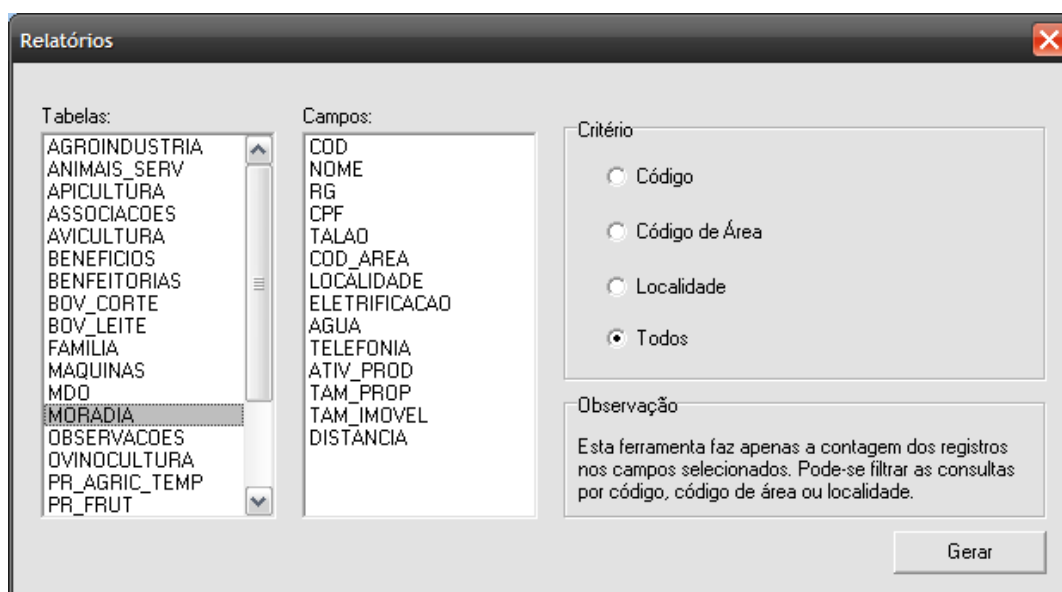 Relatórios
Tabelas:
AGROINDUSTRIA
ANIMAIS_SERV
APICULTURA
ASSOCIACOES
AVICULTURA
BENEFICIOS
BENFEITORIAS
BOV_CORTE
BOV_LEITE
FAMILIA
MAQUINAS
MDO
MORADIA
OBSERVACOES
OVINOCULTURA
PR_AGRIC_TEMP
PR_FRUT
Campos:
COD
NOME
RG
CPF
TALAO
COD_AREA
LOCALIDADE
ELETRIFICACAO
AGUA
TELEFONIA
ATIV_PROD
TAM_PROP
TAM_IMOVEL
DISTANCIA
Critério
Código
Código de Área
Localidade
Todos
Observação
Esta ferramenta faz apenas a contagem dos registros
nos campos selecionados. Pode-se filtrar as consultas
por código, código de área ou localidade.
Gerar